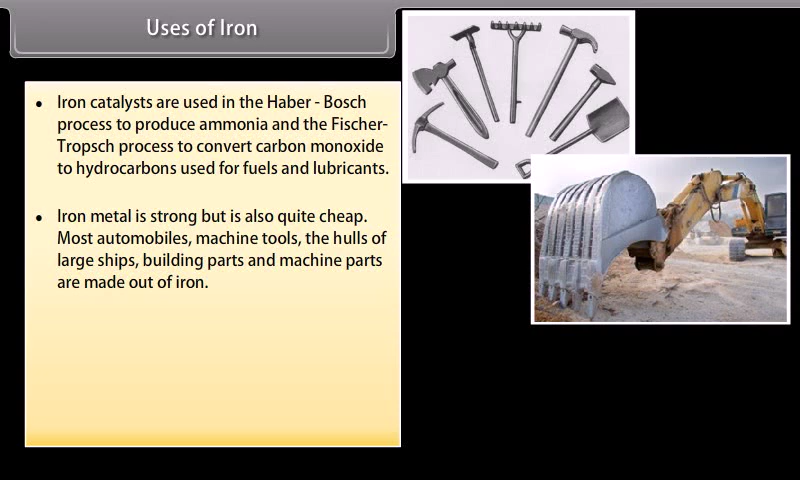 Uses of Iron
• Iron catalysts are used in the Haber - Bosch
process to produce ammonia and the Fischer-
Tropsch process to convert carbon monoxide
to hydrocarbons used for fuels and lubricants.
• Iron metal is strong but is also quite cheap.
Most automobiles, machine tools, the hulls of
large ships, building parts and machine parts
are made out of iron.